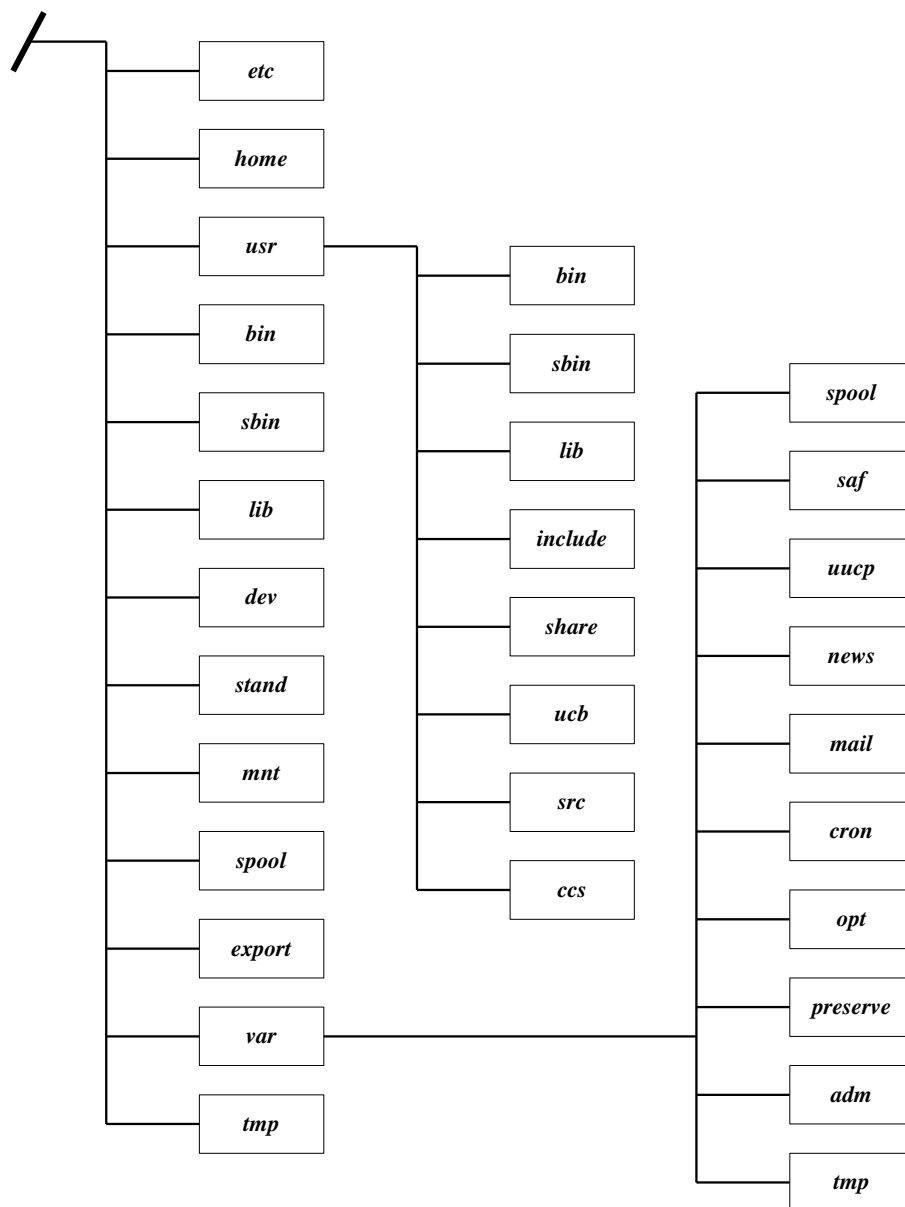 /
etc
home
usr
bin
sbin
lib
dev
stand
mnt
spool
export
var
tmp
bin
sbin
lib
include
share
ucb
src
ccs
spool
saf
uucp
news
mail
cron
opt
preserve
adm
tmp